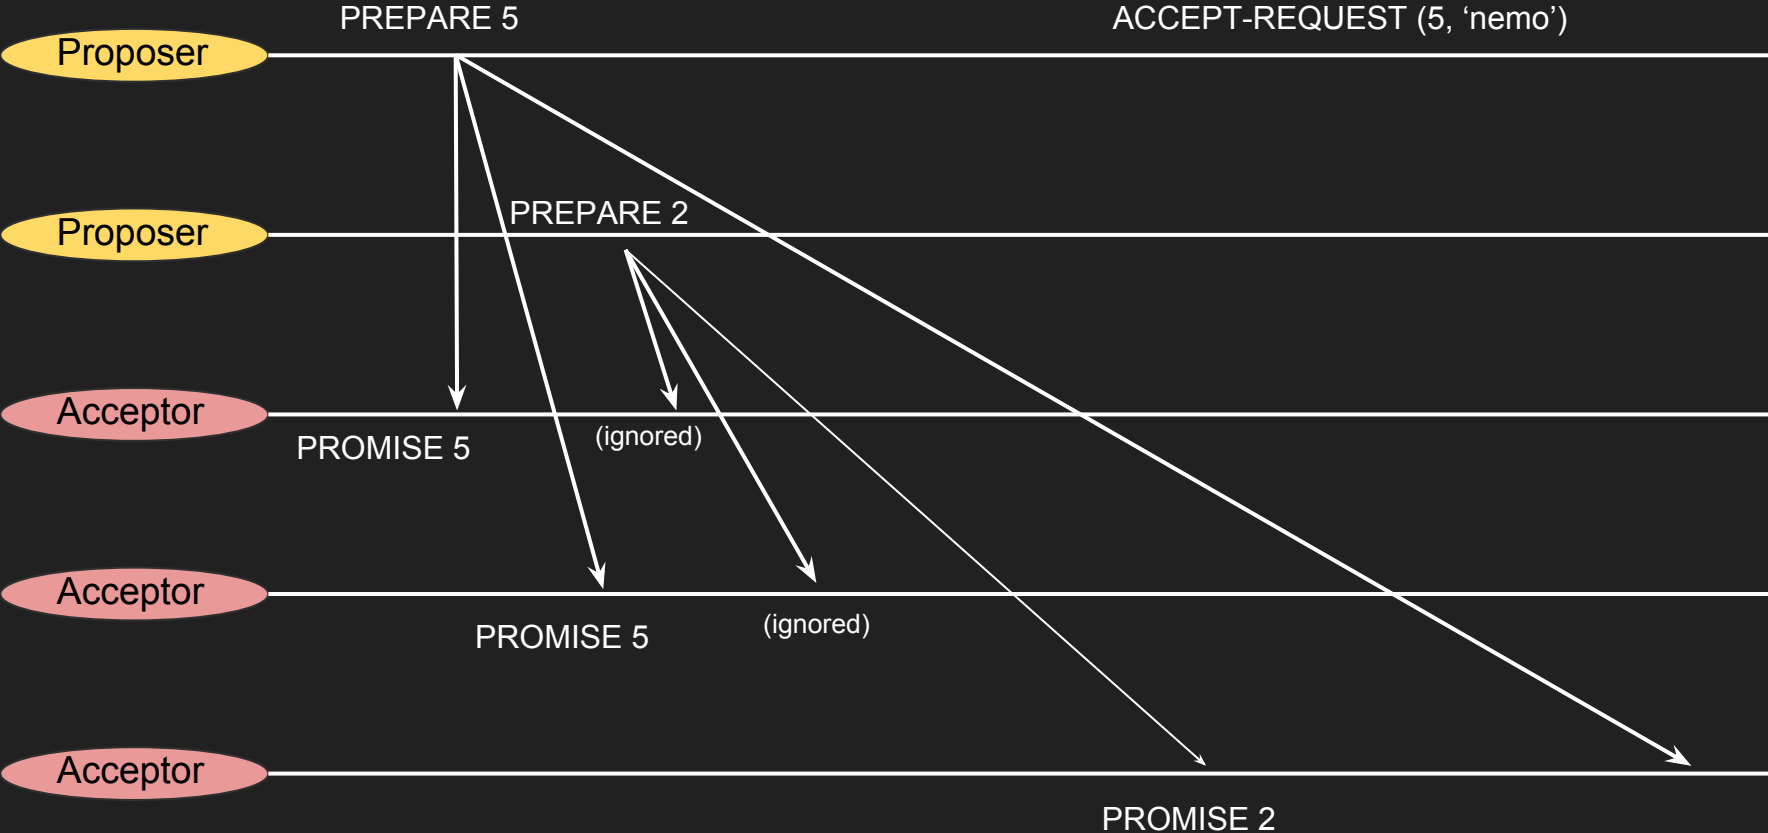 PREPARE 5
ACCEPT-REQUEST (5, ‘nemo’)
Proposer
PREPARE 2
Proposer
Acceptor
(ignored)
PROMISE 5
Acceptor
(ignored)
PROMISE 5
Acceptor
PROMISE 2